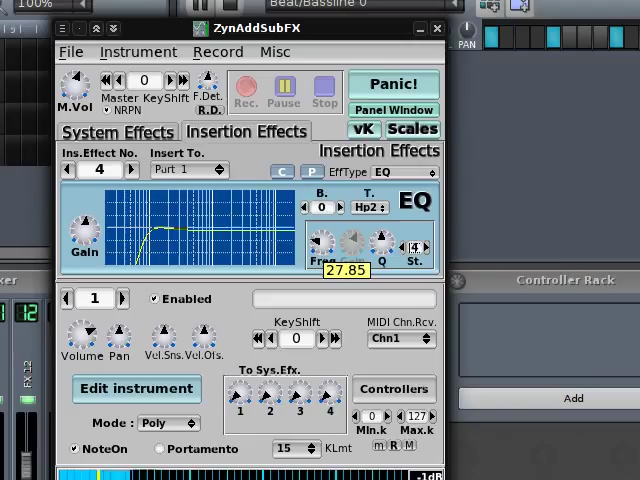 100%
Beat/Bassline 0
ZynAddSubFX
PAN
File Instrument Record Misc
M.Vol
0
Master KeyShift
NRPN
F.Det.
R.D.
Rec. Pause Stop
Panic!
Panel Window
vK Scales
System Effects Insertion Effects
Ins.Effect No. Insert To.
Insertion Effects
4 Part 1 C P EffType EQ
B. T. EQ
0 Hp2
Gain
Freq Gain Q St.
4
27.85
1 Enabled
Controller Rack
12
FX 12
Volume Pan Vel.Sns. Vel.Ofs.
KeyShift
0
MIDI Chn.Rcv.
Chn1
Edit instrument
To Sys.Efx.
1 2 3 4
Controllers
Add
Mode : Poly
0 127
Min.k Max.k
m R M
NoteOn Portamento 15 KLmt
-1dB